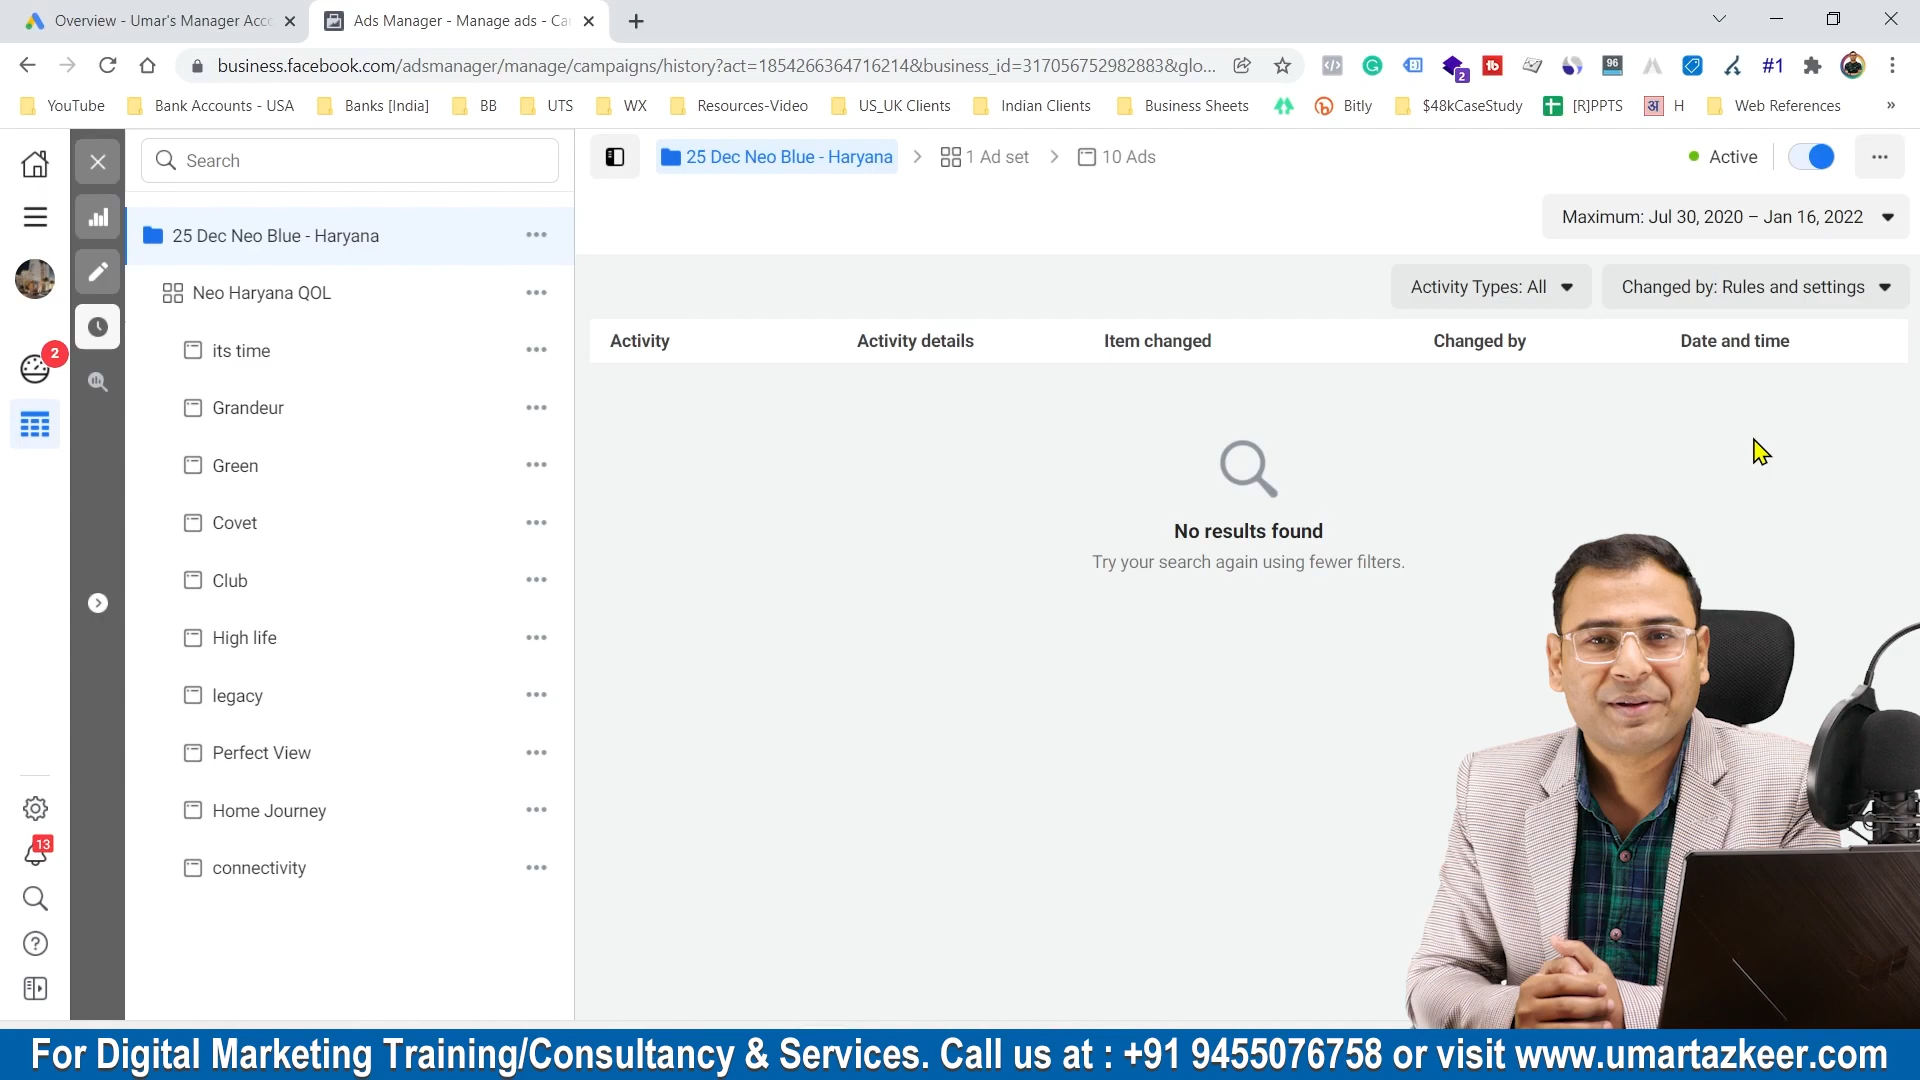 Overview - Umar's Manager Acco
Ads Manager - Manage ads - Ca
business.facebook.com/adsmanager/manage/campaigns/history?act=1854266364716214&business_id=317056752982883&glo...
2
96
#1
YouTube
Bank Accounts - USA
Banks [India]
BB
UTS
WX
Resources-Video
US_UK Clients
Indian Clients
Business Sheets
Bitly
$48kCaseStudy
[R]PPTS
अ
H
Web References
»
Search
25 Dec Neo Blue - Haryana
1 Ad set
10 Ads
Active
Maximum: Jul 30, 2020 – Jan 16, 2022
25 Dec Neo Blue - Haryana
Neo Haryana QOL
its time
Grandeur
Green
Covet
Club
High life
legacy
Perfect View
Home Journey
connectivity
2
13
Activity Types: All
Changed by: Rules and settings
Activity
Activity details
Item changed
Changed by
Date and time
No results found
Try your search again using fewer filters.
For Digital Marketing Training/Consultancy & Services. Call us at : +91 9455076758 or visit www.umartazkeer.com